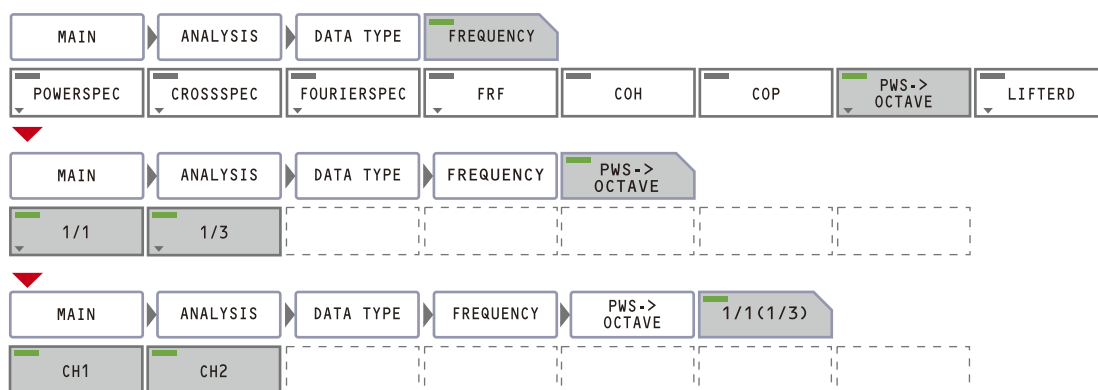 MAIN ANALYSIS DATA TYPE FREQUENCY
POWERSPEC CROSSSPEC FOURIERSPEC FRF COH COP PWS->
OCTAVE LIFTERD
MAIN ANALYSIS DATA TYPE FREQUENCY PWS->
OCTAVE
1/1 1/3
MAIN ANALYSIS DATA TYPE FREQUENCY PWS->
OCTAVE 1/1(1/3)
CH1 CH2